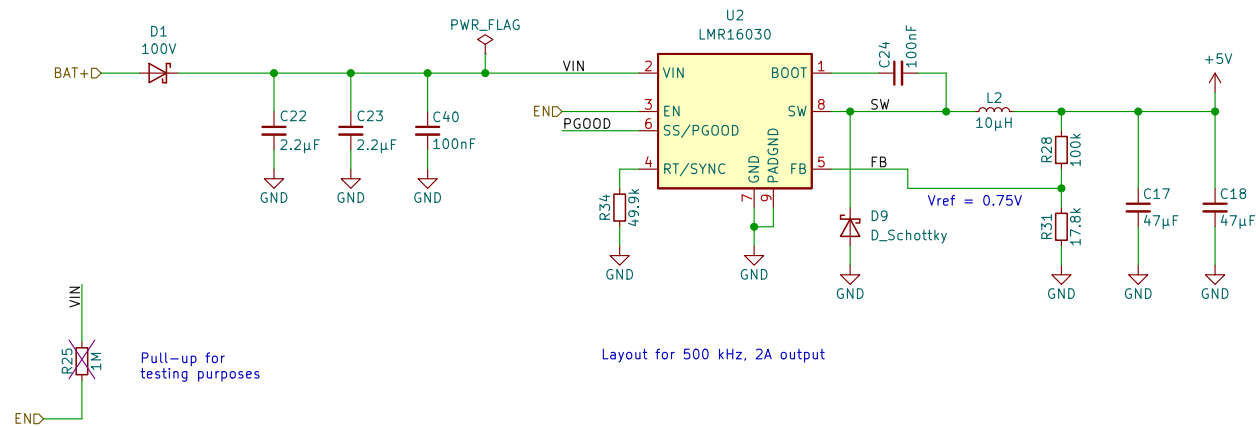 D1
100V
BAT+
PWR_FLAG
U2
LMR16030
VIN
2
VIN
BOOT
1
C24
100nF
+5V
EN
3
EN
SW
8
SW
L2
10µH
PGOOD
6
SS/PGOOD
4
RT/SYNC
GND
PADGND
FB
5
FB
7
9
C22
2.2µF
GND
C23
2.2µF
GND
C40
100nF
GND
R34
49.9k
GND
GND
D9
D_Schottky
GND
R28
100k
Vref = 0.75V
R31
17.8k
GND
C17
47µF
GND
C18
47µF
GND
VIN
R25
1M
Pull-up for
testing purposes
EN
Layout for 500 kHz, 2A output